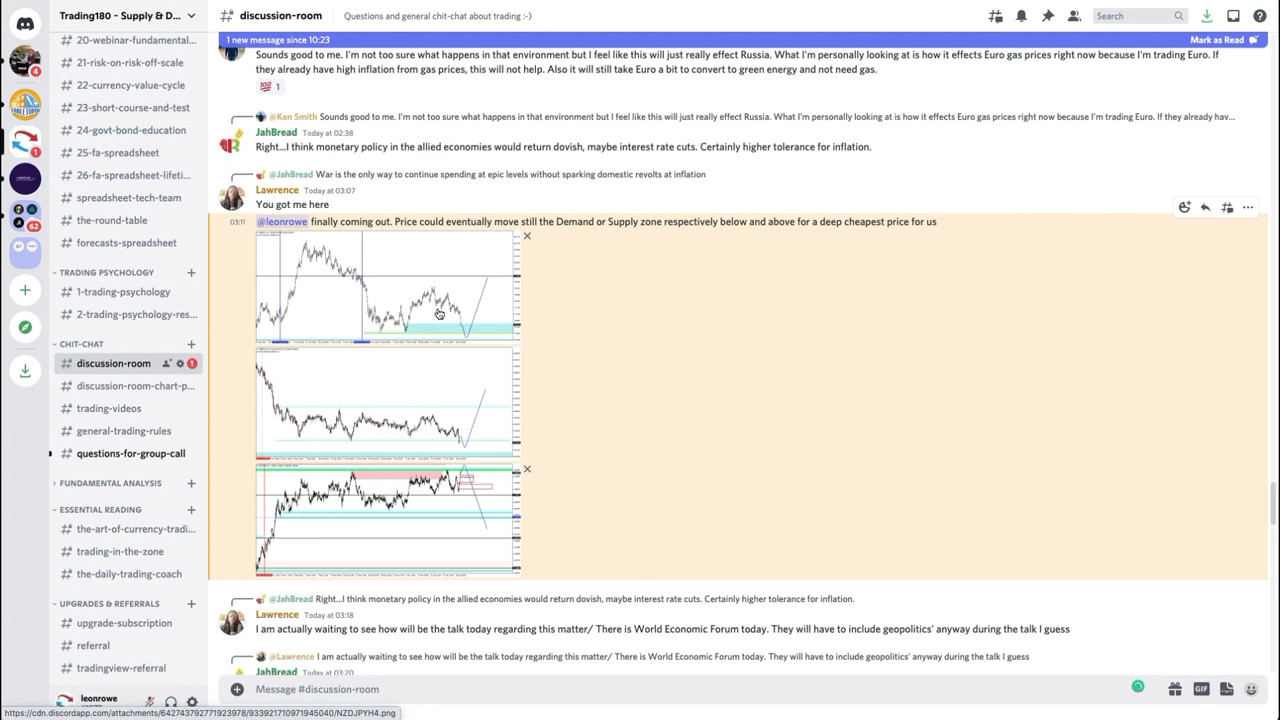 Trading180 - Supply & D...
discussion-room
Questions and general chit-chat about trading :-)
Search
1 new message since 10:23
Mark as Read
20-webinar-fundamental...
21-risk-on-risk-off-scale
22-currency-value-cycle
23-short-course-and-test
24-govt-bond-education
25-fa-spreadsheet
26-fa-spreadsheet-lifeti...
spreadsheet-tech-team
the-round-table
forecasts-spreadsheet
TRADING PSYCHOLOGY
1-trading-psychology
2-trading-psychology-res...
CHIT-CHAT
discussion-room
1
discussion-room-chart-p...
trading-videos
general-trading-rules
questions-for-group-call
FUNDAMENTAL ANALYSIS
ESSENTIAL READING
the-art-of-currency-tradi...
trading-in-the-zone
the-daily-trading-coach
UPGRADES & REFERRALS
upgrade-subscription
referral
tradingview-referral
leonrowe
4
1
62
Sounds good to me. I'm not too sure what happens in that environment but I feel like this will just really effect Russia. What I'm personally looking at is how it effects Euro gas prices right now because I'm trading Euro. If
they already have high inflation from gas prices, this will not help. Also it will still take Euro a bit to convert to green energy and not need gas.
1
@Ken Smith Sounds good to me. I'm not too sure what happens in that environment but I feel like this will just really effect Russia. What I'm personally looking at is how it effects Euro gas prices right now because I'm trading Euro. If they already hav...
JahBread Today at 02:38
Right...I think monetary policy in the allied economies would return dovish, maybe interest rate cuts. Certainly higher tolerance for inflation.
@JahBread War is the only way to continue spending at epic levels without sparking domestic revolts at inflation
Lawrence Today at 03:07
You got me here
03:11 @leonrowe finally coming out. Price could eventually move still the Demand or Supply zone respectively below and above for a deep cheapest price for us
@JahBread Right...I think monetary policy in the allied economies would return dovish, maybe interest rate cuts. Certainly higher tolerance for inflation.
Lawrence Today at 03:18
I am actually waiting to see how will be the talk today regarding this matter/ There is World Economic Forum today. They will have to include geopolitics' anyway during the talk I guess
@Lawrence I am actually waiting to see how will be the talk today regarding this matter/ There is World Economic Forum today. They will have to include geopolitics' anyway during the talk I guess
JahBread Today at 03:20
Message #discussion-room
GIF
https://cdn.discordapp.com/attachments/642743792771923978/933921710971945040/NZDJPYH4.png